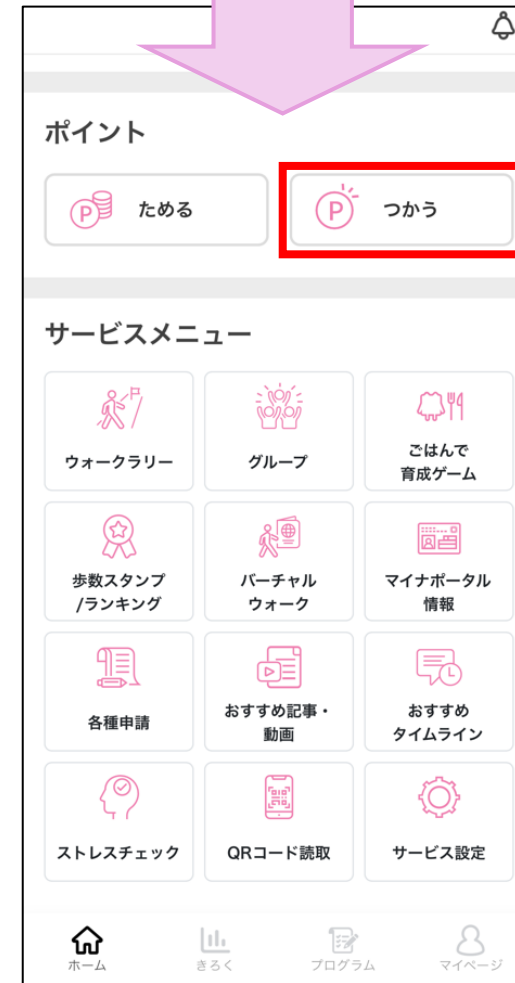 ポイント
P ためる
P つかう
サービスメニュー
ウォークラリー
グループ
ごはんで
育成ゲーム
歩数スタンプ
/ランキング
バーチャル
ウォーク
マイナポータル
情報
各種申請
おすすめ記事・
動画
おすすめ
タイムライン
ストレスチェック
QRコード読取
サービス設定
ホーム
きろく
プログラム
マイページ